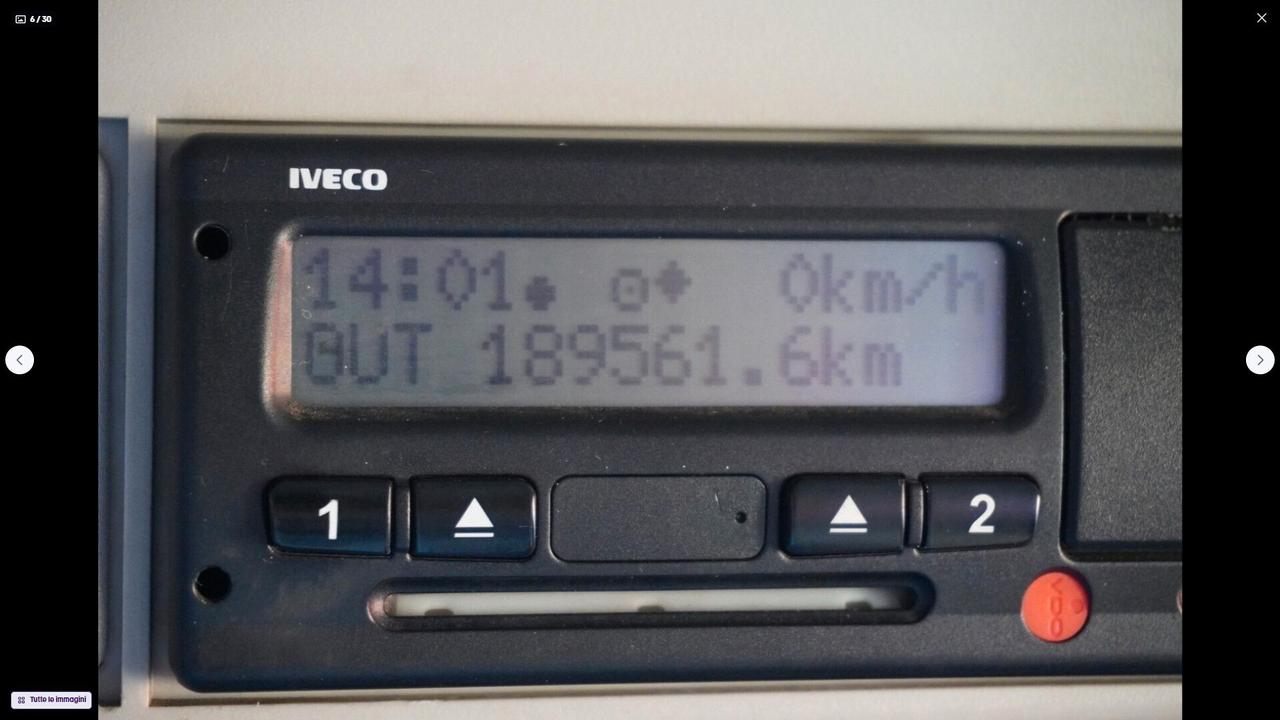 6 / 30
IVECO
14:01 0km/h
OUT 189561.6km
1
2
VDO
Tutte le immagini